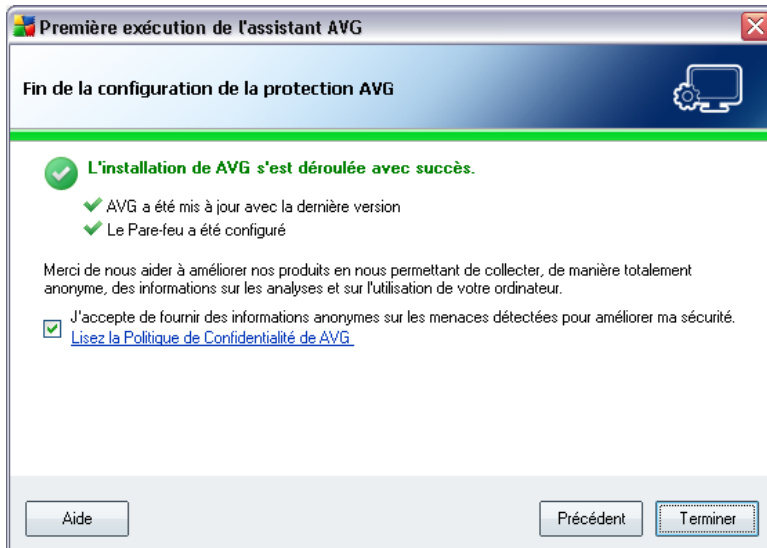 Première exécution de l'assistant AVG
Fin de la configuration de la protection AVG
L'installation de AVG s'est déroulée avec succès.
AVG a été mis à jour avec la dernière version
Le Pare-feu a été configuré
Merci de nous aider à améliorer nos produits en nous permettant de collecter, de manière totalement
anonyme, des informations sur les analyses et sur l'utilisation de votre ordinateur.
J'accepte de fournir des informations anonymes sur les menaces détectées pour améliorer ma sécurité.
Lisez la Politique de Confidentialité de AVG
Aide
Précédent
Terminer